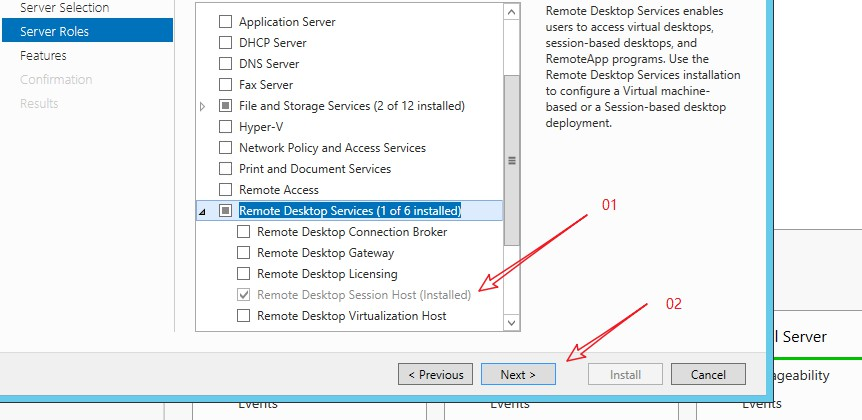 Server Selection
Server Roles
Features
Confirmation
Results
Application Server
DHCP Server
DNS Server
Fax Server
File and Storage Services (2 of 12 installed)
Hyper-V
Network Policy and Access Services
Print and Document Services
Remote Access
Remote Desktop Services (1 of 6 installed)
Remote Desktop Connection Broker
Remote Desktop Gateway
Remote Desktop Licensing
Remote Desktop Session Host (Installed)
Remote Desktop Virtualization Host
Remote Desktop Services enables
users to access virtual desktops,
session-based desktops, and
RemoteApp programs. Use the
Remote Desktop Services installation
to configure a Virtual machine-
based or a Session-based desktop
deployment.
01
02
< Previous
Next >
Install
Cancel
l Server
ageability
Events
Events
Events